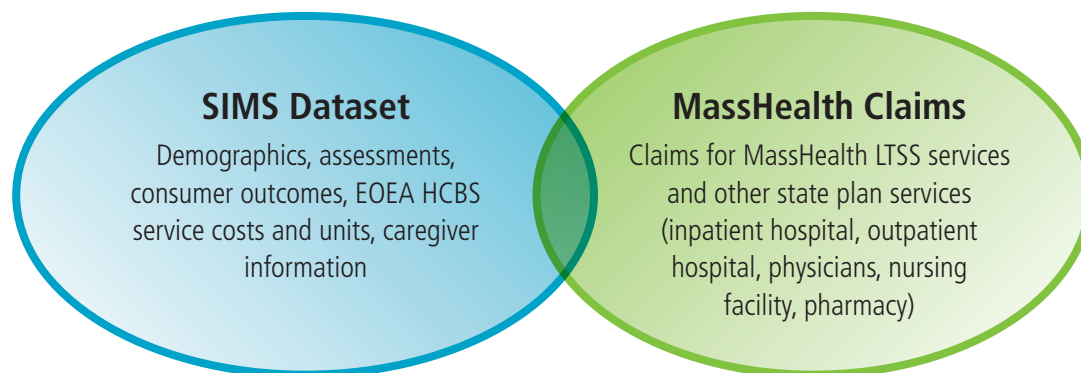 SIMS Dataset
Demographics, assessments,
consumer outcomes, EOEA HCBS
service costs and units, caregiver
information
MassHealth Claims
Claims for MassHealth LTSS services
and other state plan services
(inpatient hospital, outpatient
hospital, physicians, nursing
facility, pharmacy)